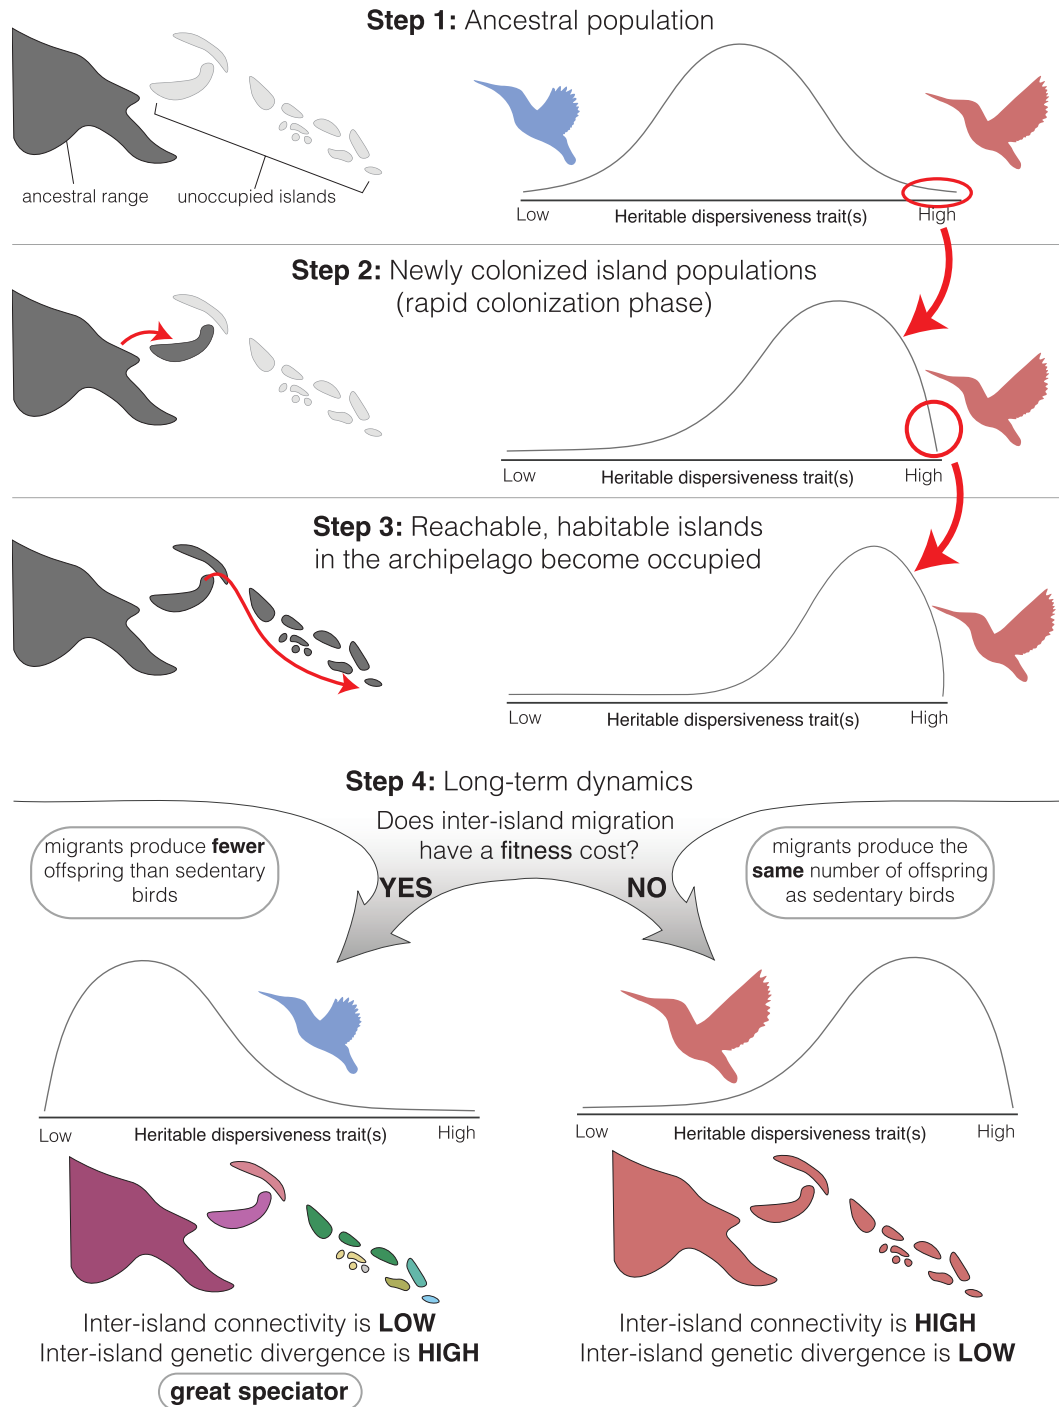 Step 1: Ancestral population
ancestral range
unoccupied islands
Low
Heritable dispersiveness trait(s)
High
Step 2: Newly colonized island populations
(rapid colonization phase)
Low
Heritable dispersiveness trait(s)
High
Step 3: Reachable, habitable islands
in the archipelago become occupied
Low
Heritable dispersiveness trait(s)
High
Step 4: Long-term dynamics
Does inter-island migration
have a fitness cost?
YES
NO
migrants produce fewer
offspring than sedentary
birds
migrants produce the
same number of offspring
as sedentary birds
Low
Heritable dispersiveness trait(s)
High
Low
Heritable dispersiveness trait(s)
High
Inter-island connectivity is LOW
Inter-island genetic divergence is HIGH
great speciator
Inter-island connectivity is HIGH
Inter-island genetic divergence is LOW